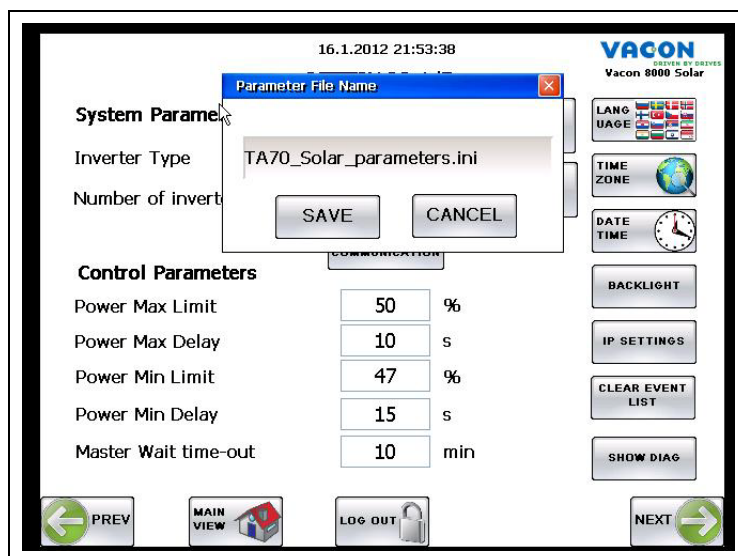 16.1.2012 21:53:38
VACON
DRIVEN BY DRIVES
Vacon 8000 Solar
Parameter File Name
System Parame
LANG
UAGE
Inverter Type
TA70_Solar_parameters.ini
TIME
ZONE
Number of invert
SAVE
CANCEL
DATE
TIME
COMMUNICATION
Control Parameters
BACKLIGHT
Power Max Limit
50
%
Power Max Delay
10
s
IP SETTINGS
Power Min Limit
47
%
CLEAR EVENT
LIST
Power Min Delay
15
s
Master Wait time-out
10
min
SHOW DIAG
PREV
MAIN
VIEW
LOG OUT
NEXT